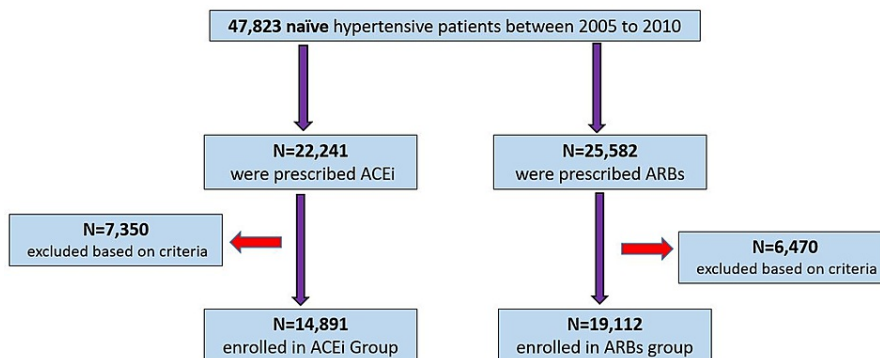 47,823 naïve hypertensive patients between 2005 to 2010
N=22,241
were prescribed ACEi
N=25,582
were prescribed ARBs
N=7,350
excluded based on criteria
N=6,470
excluded based on criteria
N=14,891
enrolled in ACEi Group
N=19,112
enrolled in ARBs group